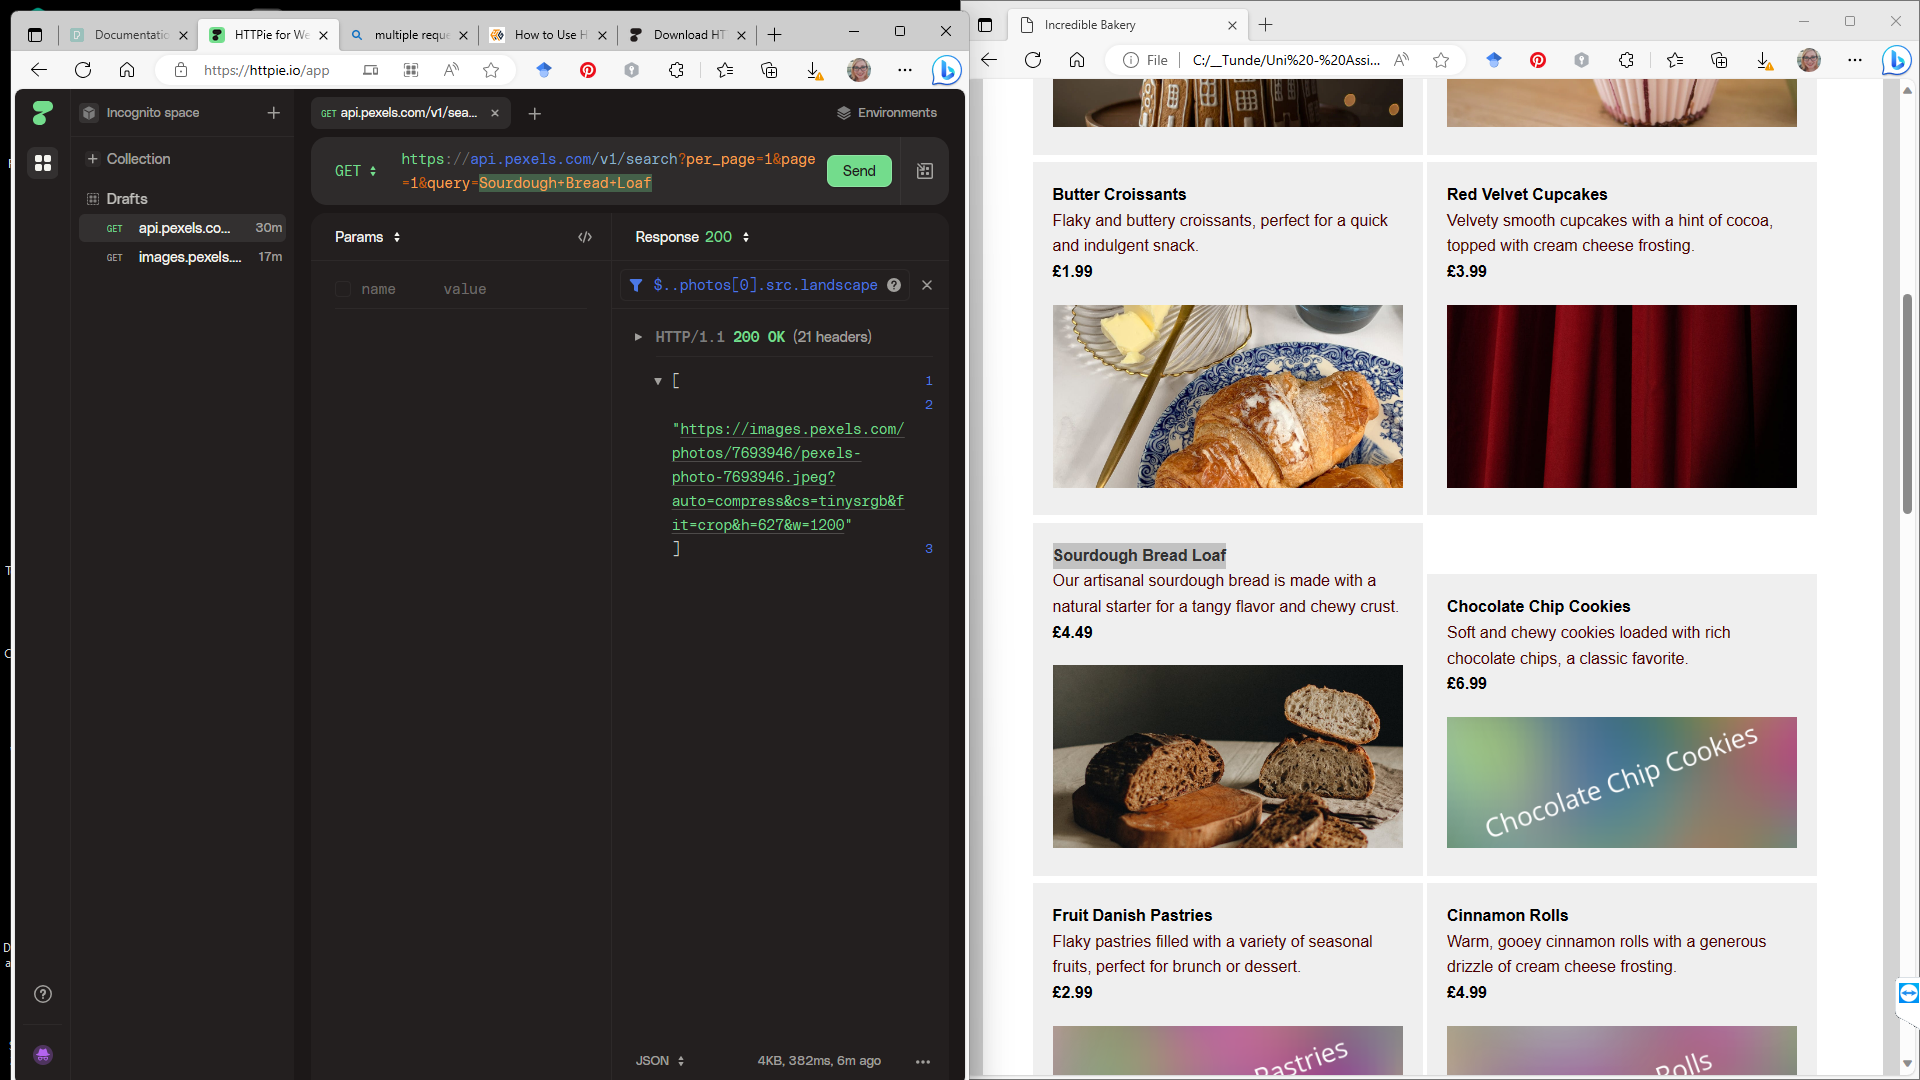 Documentatio
HTTPie for We
multiple reque
How to Use H
Download HT
https://httpie.io/app
Incognito space
Collection
Drafts
GET api.pexels.co... 30m
GET images.pexels.... 17m
GET api.pexels.com/v1/sea...
Environments
GET
https://api.pexels.com/v1/search?per_page=1&page
=1&query=Sourdough+Bread+Loaf
Send
Params
name value
Response 200
$..photos[0].src.landscape
HTTP/1.1 200 OK (21 headers)
[ 1
2
"https://images.pexels.com/
photos/7693946/pexels-
photo-7693946.jpeg?
auto=compress&cs=tinysrgb&f
it=crop&h=627&w=1200"
] 3
JSON
4KB, 382ms, 6m ago
Incredible Bakery
File
C:/__Tunde/Uni%20-%20Assi...
Butter Croissants
Flaky and buttery croissants, perfect for a quick
and indulgent snack.
£1.99
Red Velvet Cupcakes
Velvety smooth cupcakes with a hint of cocoa,
topped with cream cheese frosting.
£3.99
Sourdough Bread Loaf
Our artisanal sourdough bread is made with a
natural starter for a tangy flavor and chewy crust.
£4.49
Chocolate Chip Cookies
Soft and chewy cookies loaded with rich
chocolate chips, a classic favorite.
£6.99
Chocolate Chip Cookies
Fruit Danish Pastries
Flaky pastries filled with a variety of seasonal
fruits, perfect for brunch or dessert.
£2.99
Pastries
Cinnamon Rolls
Warm, gooey cinnamon rolls with a generous
drizzle of cream cheese frosting.
£4.99
Rolls